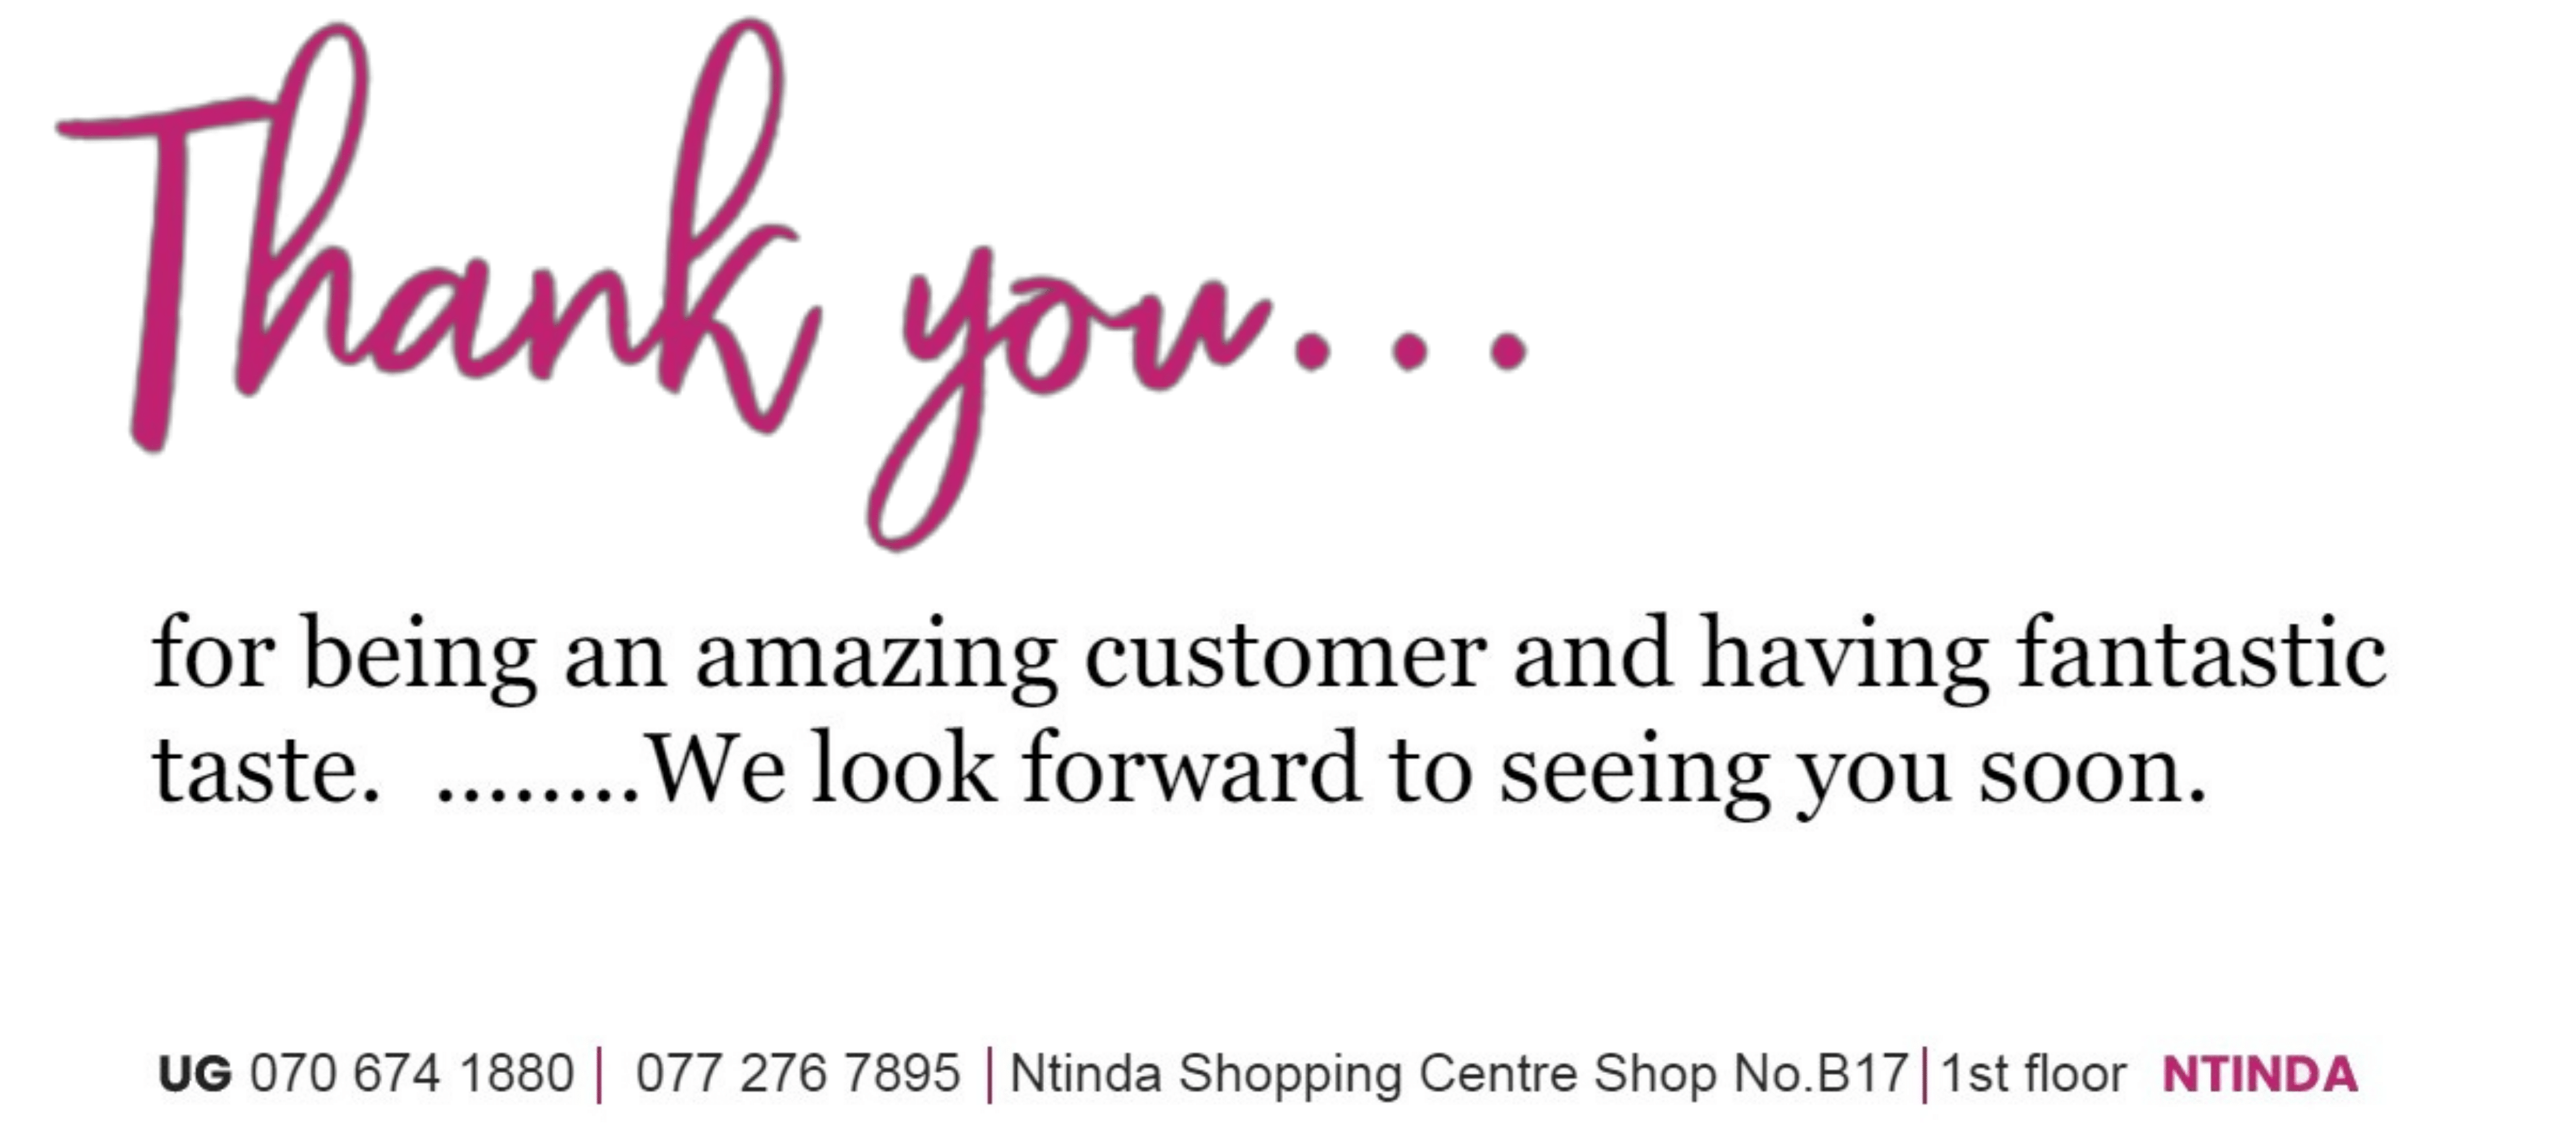 Thank you...
for being an amazing customer and having fantastic
taste.  ........We look forward to seeing you soon.
UG 070 674 1880 | 077 276 7895 | Ntinda Shopping Centre Shop No.B17 | 1st floor NTINDA